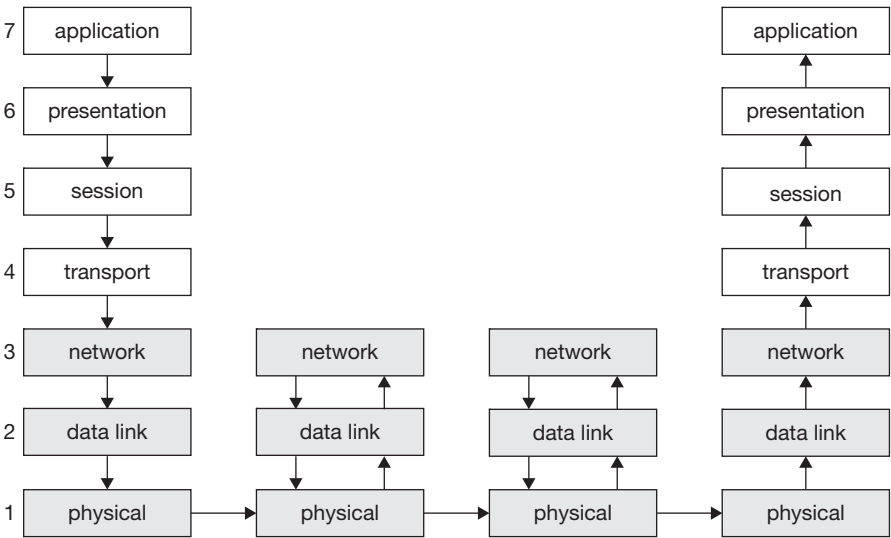 7 application application
6 presentation presentation
5 session session
4 transport transport
3 network network network network
2 data link data link data link data link
1 physical physical physical physical